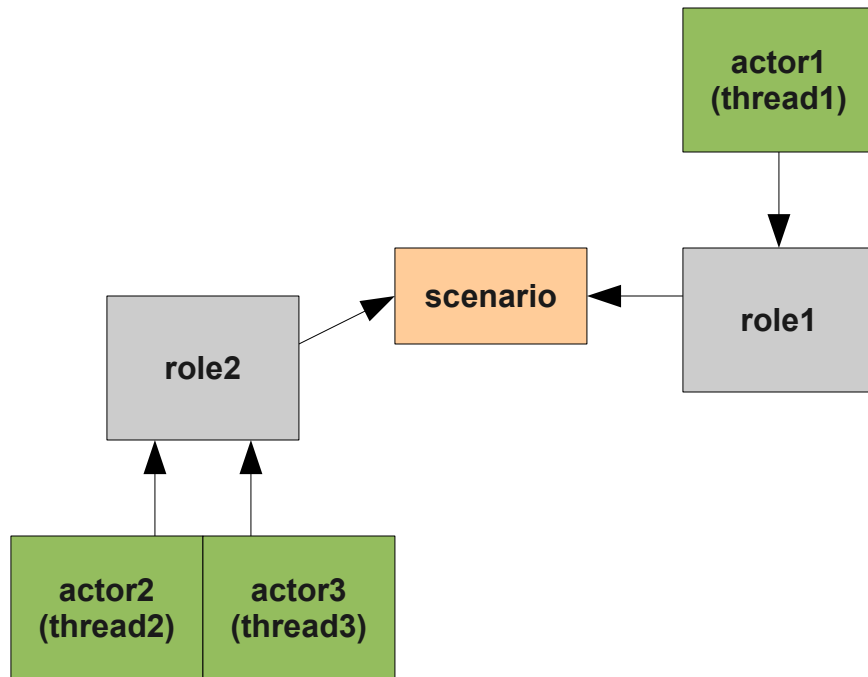 actor1
(thread1)
scenario
role1
role2
actor2
(thread2)
actor3
(thread3)